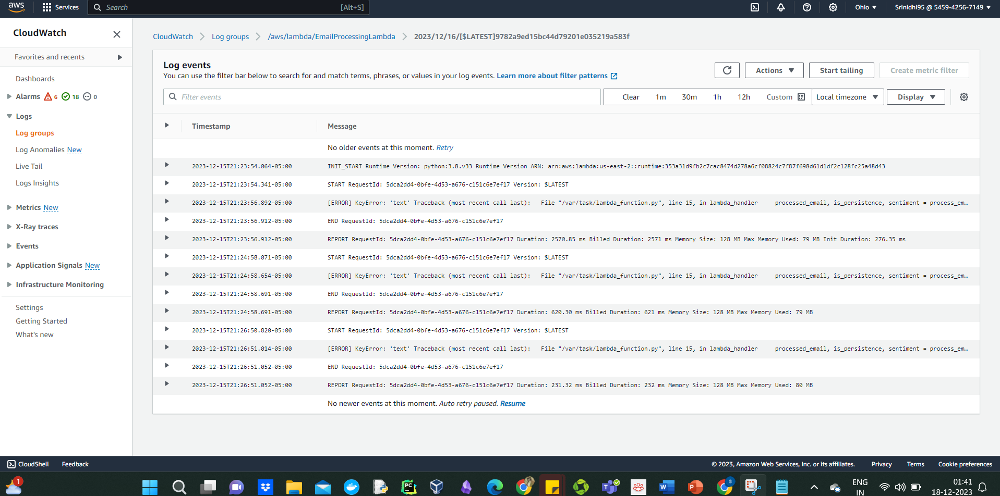 aws
Services
Search
[Alt+S]
Ohio
Srinidhi95 @ 5459-4256-7149
CloudWatch
Favorites and recents
Dashboards
Alarms 6 18 0
Logs
Log groups
Log Anomalies New
Live Tail
Logs Insights
Metrics New
X-Ray traces
Events
Application Signals New
Infrastructure Monitoring
Settings
Getting Started
What's new
CloudWatch
Log groups
/aws/lambda/EmailProcessingLambda
2023/12/16/[$LATEST]9782a9ed15bc44d79201e035219a583f
Log events
You can use the filter bar below to search for and match terms, phrases, or values in your log events. Learn more about filter patterns
Actions
Start tailing
Create metric filter
Filter events
Clear 1m 30m 1h 12h Custom
Local timezone
Display
Timestamp Message
No older events at this moment. Retry
2023-12-15T21:23:54.064-05:00 INIT_START Runtime Version: python:3.8.v33 Runtime Version ARN: arn:aws:lambda:us-east-2::runtime:353a31d9fb2c7cac8474d278a6cf08824c7f87f698d61d1df2c128fc25a48d43
2023-12-15T21:23:54.341-05:00 START RequestId: 5dca2dd4-0bfe-4d53-a676-c151c6e7ef17 Version: $LATEST
2023-12-15T21:23:56.892-05:00 [ERROR] KeyError: 'text' Traceback (most recent call last): File "/var/task/lambda_function.py", line 15, in lambda_handler processed_email, is_persistence, sentiment = process_em…
2023-12-15T21:23:56.912-05:00 END RequestId: 5dca2dd4-0bfe-4d53-a676-c151c6e7ef17
2023-12-15T21:23:56.912-05:00 REPORT RequestId: 5dca2dd4-0bfe-4d53-a676-c151c6e7ef17 Duration: 2570.85 ms Billed Duration: 2571 ms Memory Size: 128 MB Max Memory Used: 79 MB Init Duration: 276.35 ms
2023-12-15T21:24:58.071-05:00 START RequestId: 5dca2dd4-0bfe-4d53-a676-c151c6e7ef17 Version: $LATEST
2023-12-15T21:24:58.654-05:00 [ERROR] KeyError: 'text' Traceback (most recent call last): File "/var/task/lambda_function.py", line 15, in lambda_handler processed_email, is_persistence, sentiment = process_em…
2023-12-15T21:24:58.691-05:00 END RequestId: 5dca2dd4-0bfe-4d53-a676-c151c6e7ef17
2023-12-15T21:24:58.691-05:00 REPORT RequestId: 5dca2dd4-0bfe-4d53-a676-c151c6e7ef17 Duration: 620.30 ms Billed Duration: 621 ms Memory Size: 128 MB Max Memory Used: 79 MB
2023-12-15T21:26:50.820-05:00 START RequestId: 5dca2dd4-0bfe-4d53-a676-c151c6e7ef17 Version: $LATEST
2023-12-15T21:26:51.014-05:00 [ERROR] KeyError: 'text' Traceback (most recent call last): File "/var/task/lambda_function.py", line 15, in lambda_handler processed_email, is_persistence, sentiment = process_em…
2023-12-15T21:26:51.052-05:00 END RequestId: 5dca2dd4-0bfe-4d53-a676-c151c6e7ef17
2023-12-15T21:26:51.052-05:00 REPORT RequestId: 5dca2dd4-0bfe-4d53-a676-c151c6e7ef17 Duration: 231.32 ms Billed Duration: 232 ms Memory Size: 128 MB Max Memory Used: 80 MB
No newer events at this moment. Auto retry paused. Resume
CloudShell
Feedback
© 2023, Amazon Web Services, Inc. or its affiliates.
Privacy
Terms
Cookie preferences
1
PC
W
P
S
ENG
IN
01:41
18-12-2023